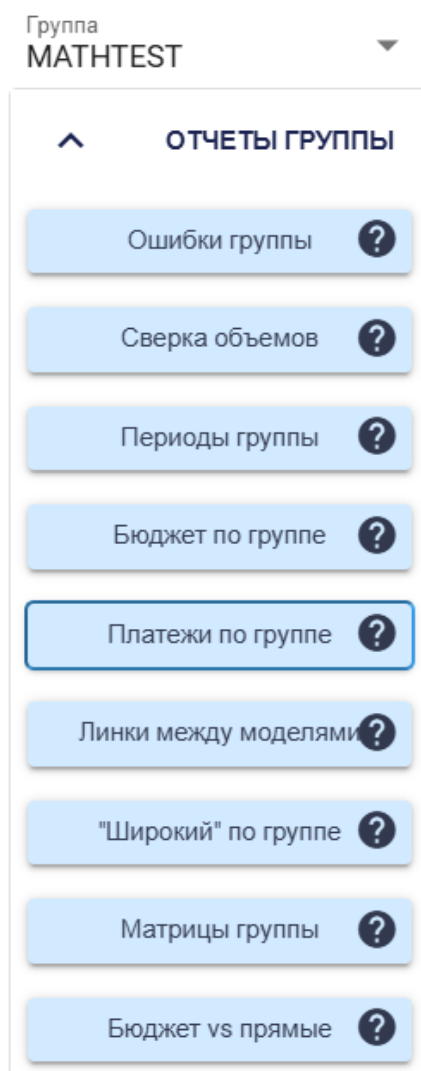 Группа
MATHTEST
ОТЧЕТЫ ГРУППЫ
Ошибки группы
Сверка объемов
Периоды группы
Бюджет по группе
Платежи по группе
Линки между моделями
"Широкий" по группе
Матрицы группы
Бюджет vs прямые